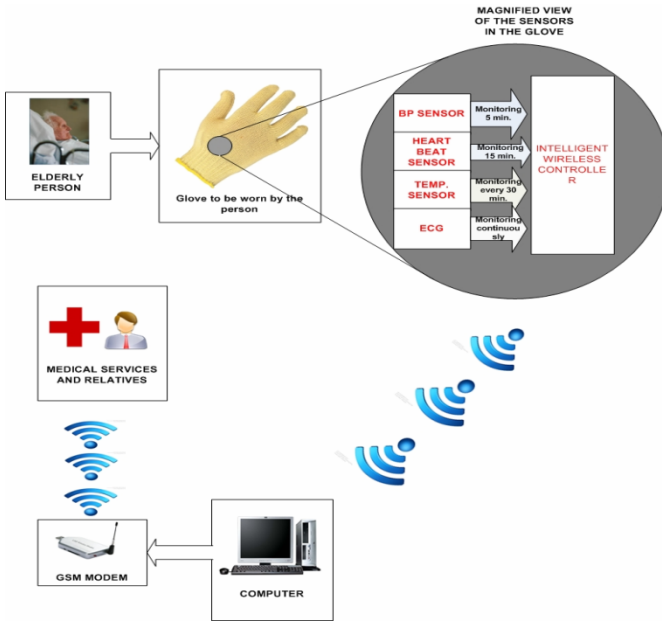 MAGNIFIED VIEW
OF THE SENSORS
IN THE GLOVE
ELDERLY
PERSON
Glove to be worn by the
person
BP SENSOR
Monitoring
5 min.
HEART
BEAT
SENSOR
Monitoring
15 min.
TEMP.
SENSOR
Monitoring
every 30
min.
ECG
Monitoring
continuou
sly
INTELLIGENT
WIRELESS
CONTROLLE
R
MEDICAL SERVICES
AND RELATIVES
GSM MODEM
COMPUTER